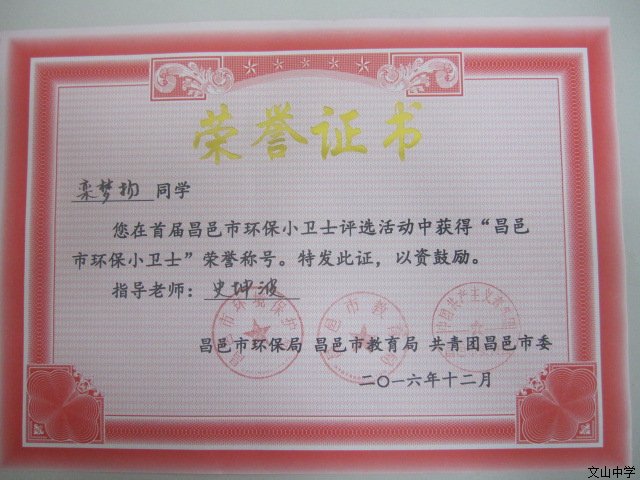 荣誉证书
栾梦均 同学
您在首届昌邑市环保小卫士评选活动中获得“昌邑
市环保小卫士”荣誉称号。特发此证，以资鼓励。
指导老师：史坤波
昌邑市环保局 昌邑市教育局 共青团昌邑市委
二〇一六年十二月
文山中学